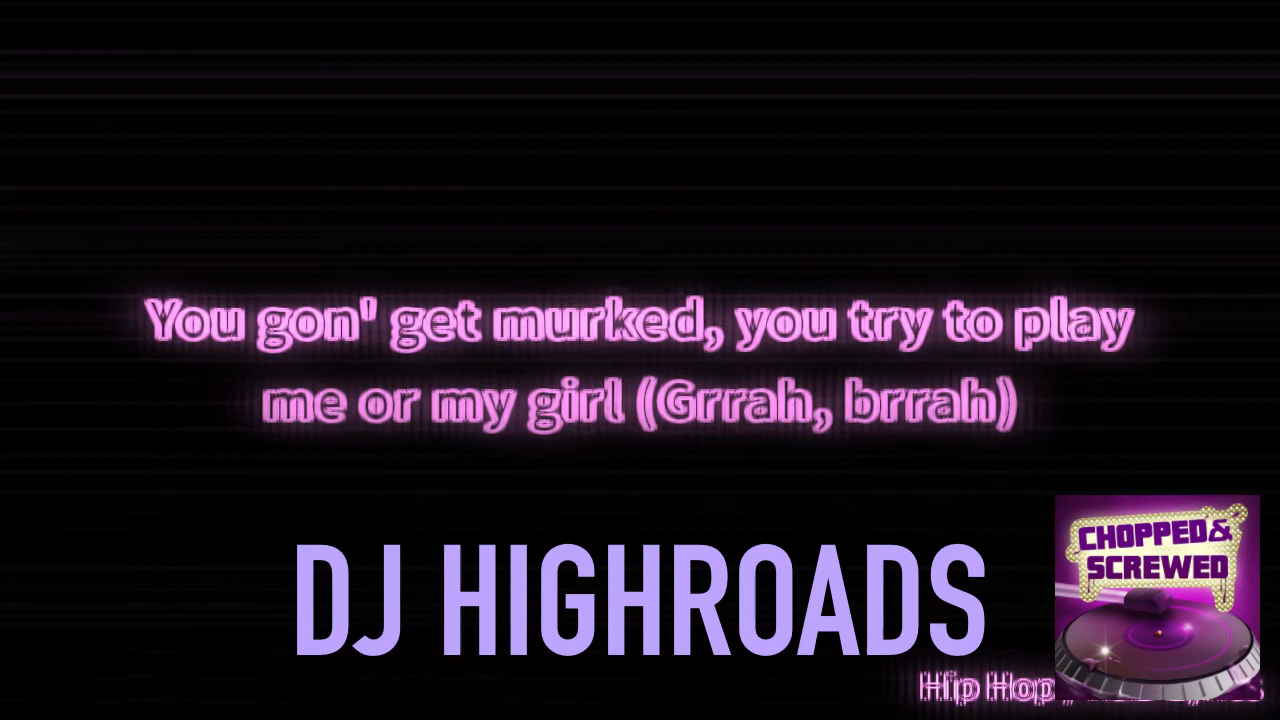 You gon' get murked, you try to play
me or my girl (Grrah, brrah)
CHOPPED&
SCREWED
DJ HIGHROADS
Hip Hop